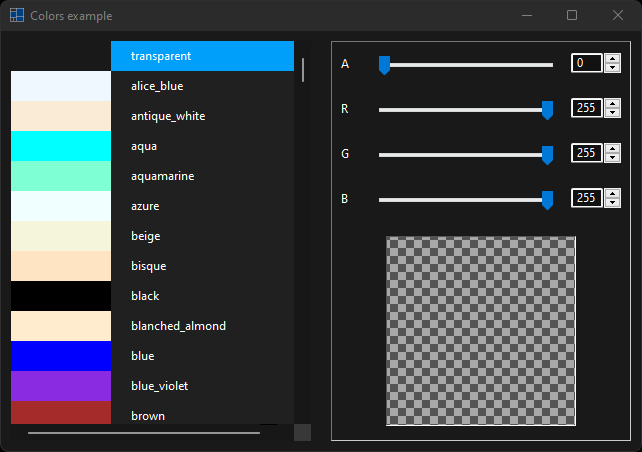 Colors example
transparent
alice_blue
antique_white
aqua
aquamarine
azure
beige
bisque
black
blanched_almond
blue
blue_violet
brown
A 0
R 255
G 255
B 255